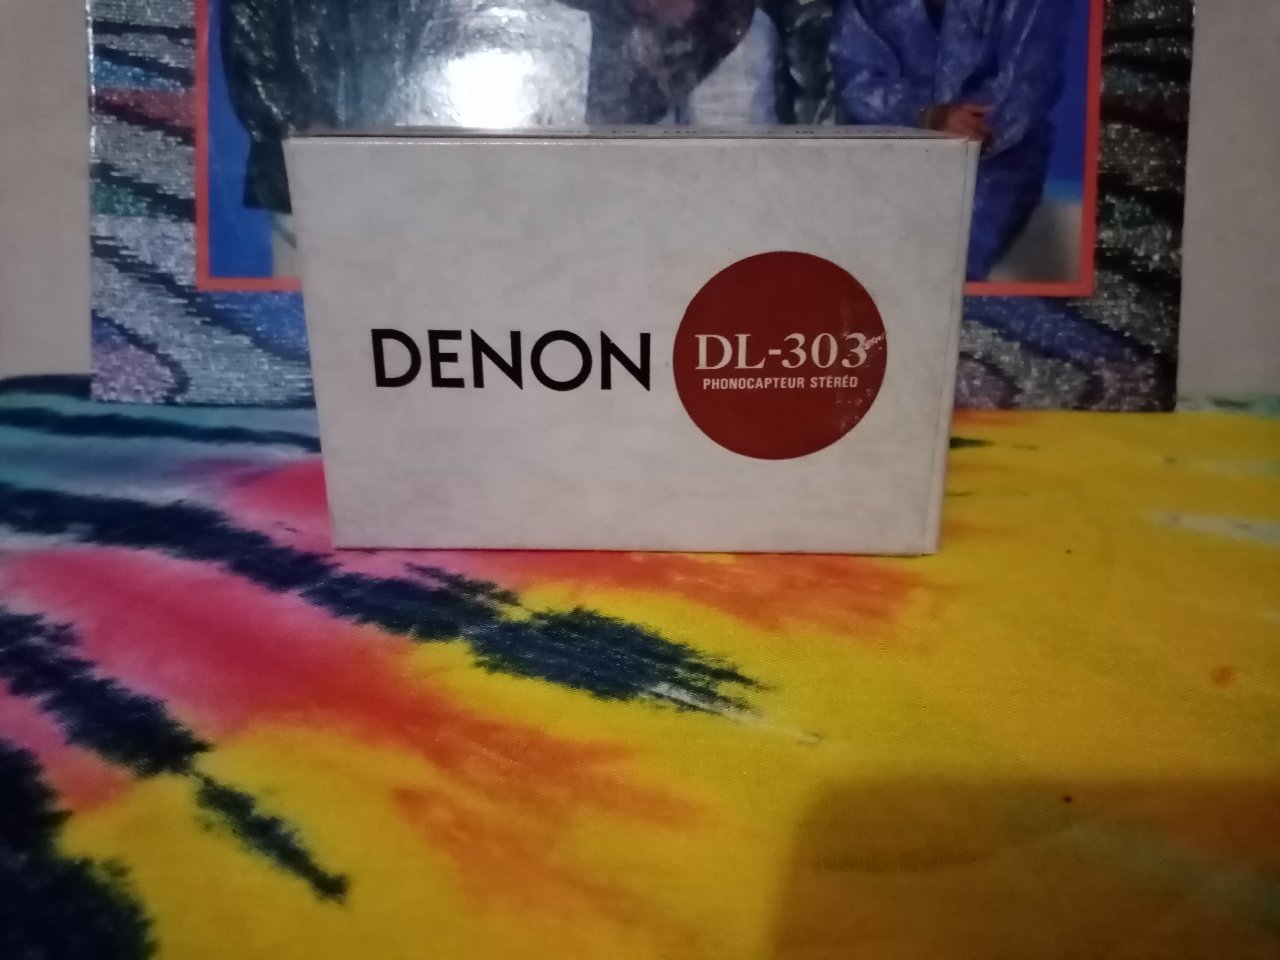 DENON
DL-303
PHONOCAPTEUR STÉRÉO